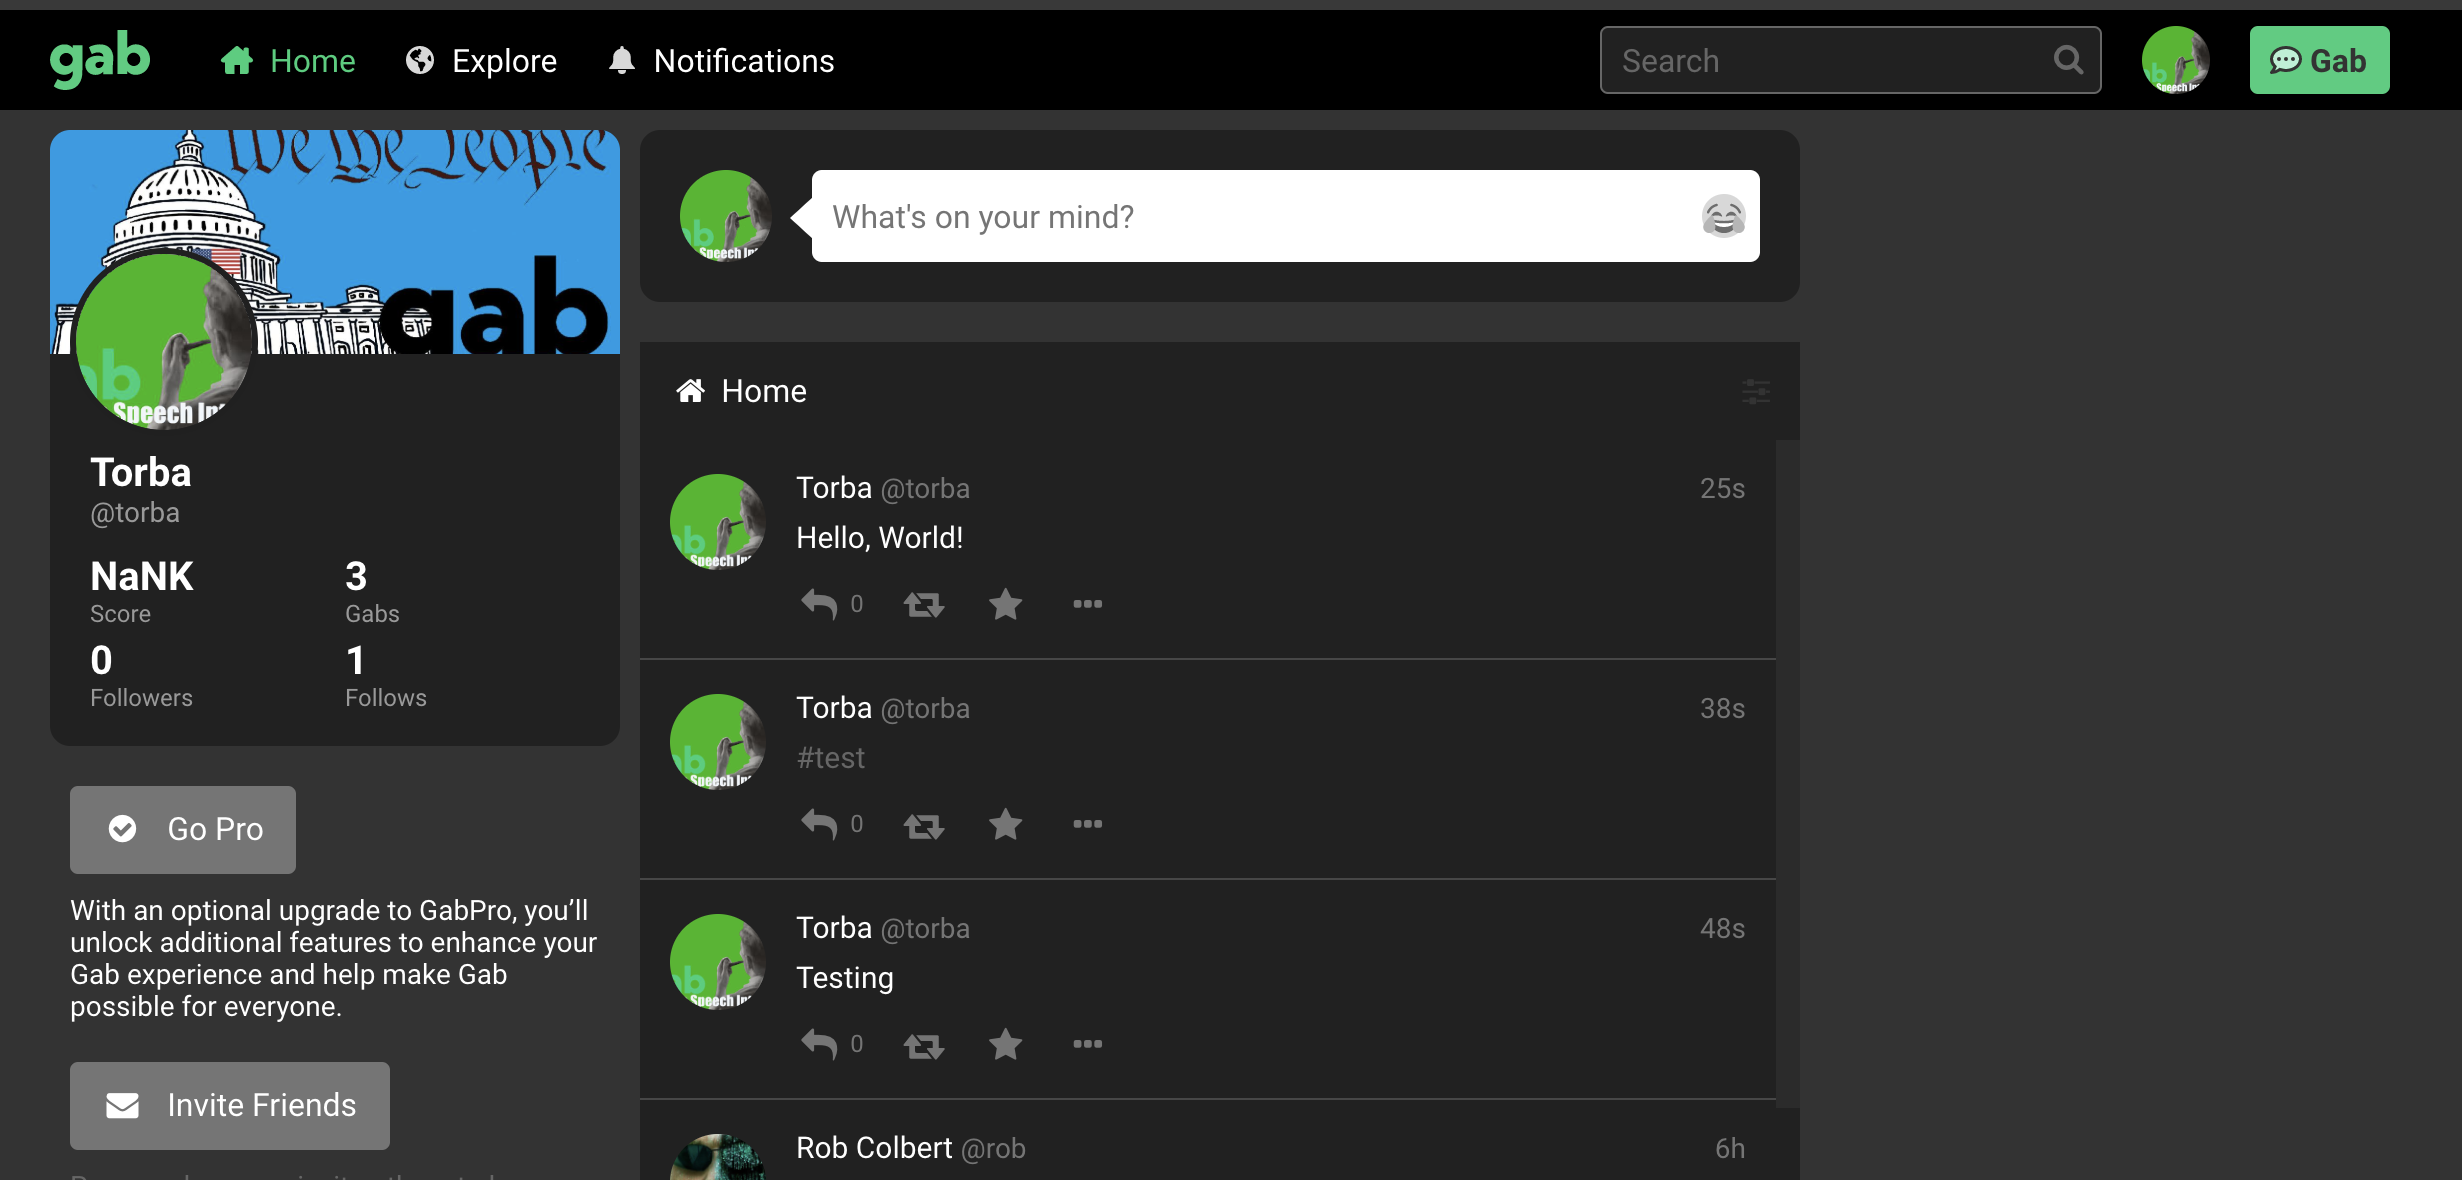 gab
Home
Explore
Notifications
Search
Gab
We the People
gab
Speech
Torba
@torba
NaNK
Score
3
Gabs
0
Followers
1
Follows
Go Pro
With an optional upgrade to GabPro, you’ll
unlock additional features to enhance your
Gab experience and help make Gab
possible for everyone.
Invite Friends
What's on your mind?
Home
Torba @torba
25s
Hello, World!
0
Torba @torba
38s
#test
0
Torba @torba
48s
Testing
0
Rob Colbert @rob
6h